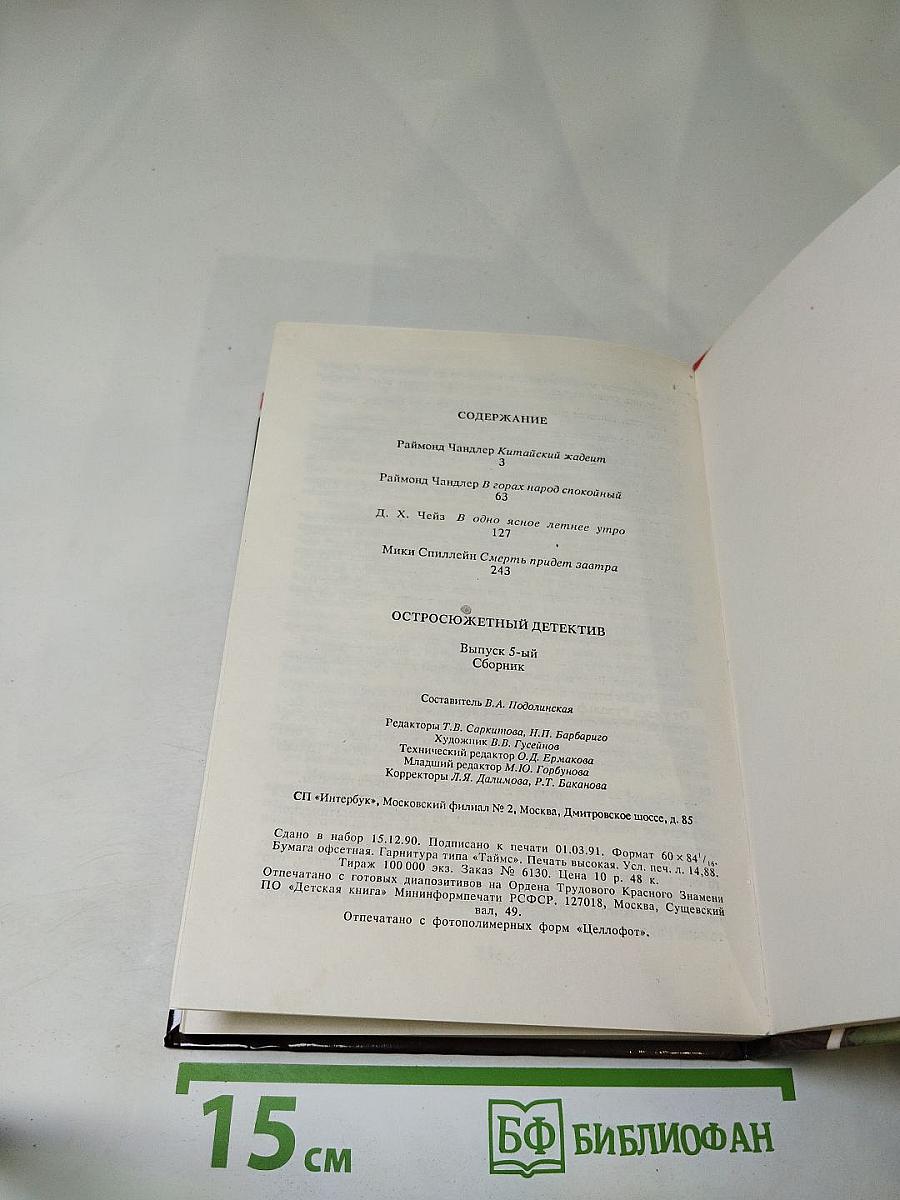 СОДЕРЖАНИЕ
Раймонд Чандлер Китайский жадеит
3
Раймонд Чандлер В горах народ спокойный
63
Д. Х. Чейз В одно ясное летнее утро
127
Мики Спиллейн Смерть придет завтра
243
ОСТРОСЮЖЕТНЫЙ ДЕТЕКТИВ
Выпуск 5-ый
Сборник
Составитель В.А. Подолинская
Редакторы Т.В. Саркитова, Н.П. Барбариго
Художник В.В. Гусейнов
Технический редактор О.Д. Ермакова
Младший редактор М.Ю. Горбунова
Корректоры Л.Я. Далимова, Р.Т. Баканова
СП «Интербук», Московский филиал № 2, Москва, Дмитровское шоссе, д. 85
Сдано в набор 15.12.90. Подписано к печати 01.03.91. Формат 60 × 84 1/16.
Бумага офсетная. Гарнитура типа «Таймс». Печать высокая. Усл. печ. л. 14,88.
Тираж 100 000 экз. Заказ № 6130. Цена 10 р. 48 к.
Отпечатано с готовых диапозитивов на Ордена Трудового Красного Знамени
ПО «Детская книга» Мининформпечати РСФСР. 127018, Москва, Сущевский
вал, 49.
Отпечатано с фотополимерных форм «Целлофот».
15 см
БФ БИБЛИОФАН